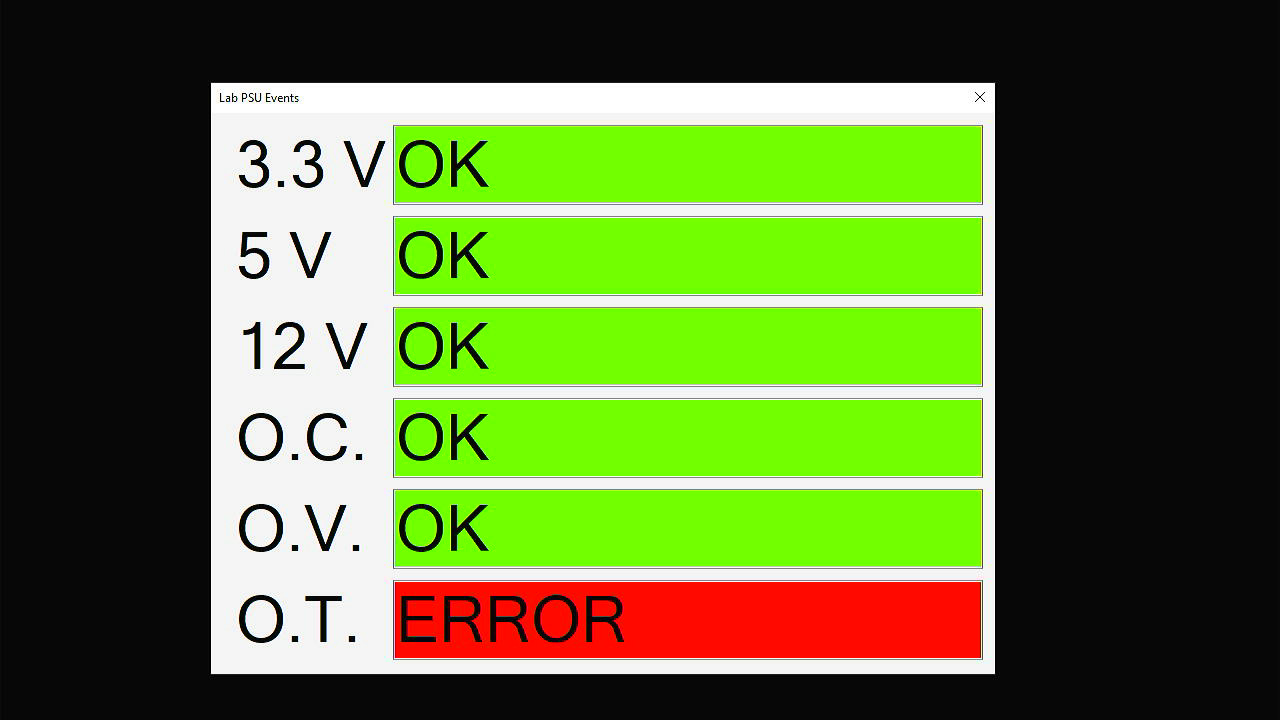 Lab PSU Events
3.3 V OK
5 V OK
12 V OK
O.C. OK
O.V. OK
O.T. ERROR